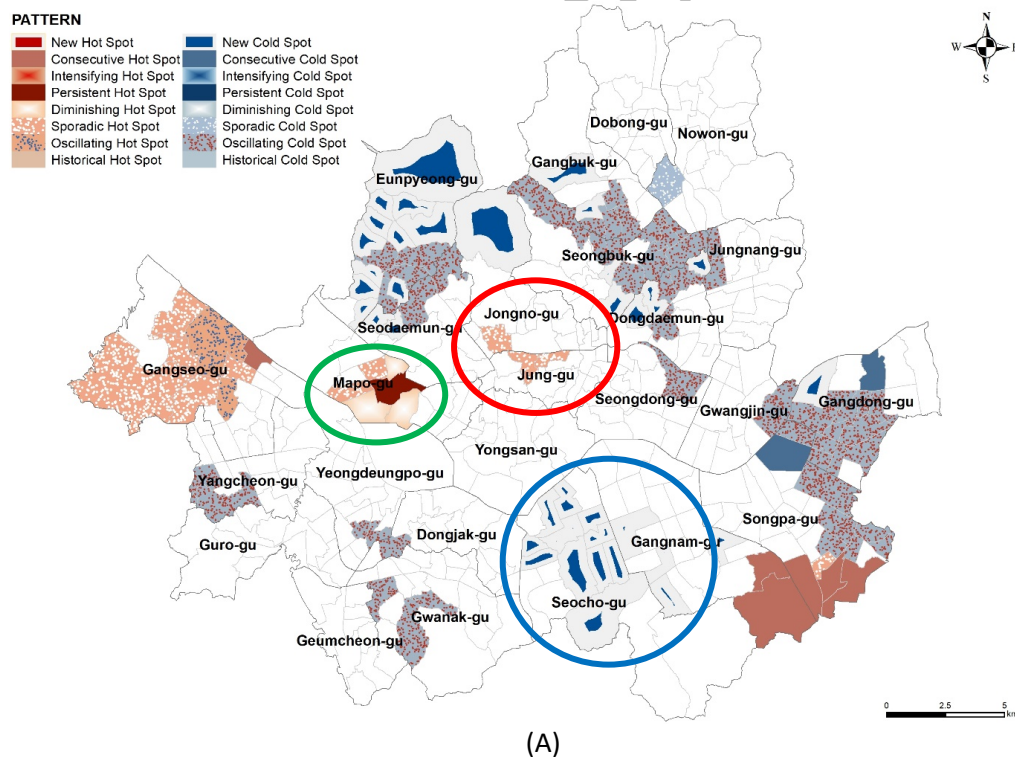 PATTERN
New Hot Spot
Consecutive Hot Spot
Intensifying Hot Spot
Persistent Hot Spot
Diminishing Hot Spot
Sporadic Hot Spot
Oscillating Hot Spot
Historical Hot Spot
New Cold Spot
Consecutive Cold Spot
Intensifying Cold Spot
Persistent Cold Spot
Diminishing Cold Spot
Sporadic Cold Spot
Oscillating Cold Spot
Historical Cold Spot
N
W E
S
Dobong-gu
Nowon-gu
Gangbuk-gu
Eunpyeong-gu
Seongbuk-gu
Jungnang-gu
Jongno-gu
Dongdaemun-gu
Seodaemun-gu
Gangseo-gu
Mapo-gu
Jung-gu
Seongdong-gu
Gwangjin-gu
Gangdong-gu
Yongsan-gu
Yeongdeungpo-gu
Yangcheon-gu
Songpa-gu
Dongjak-gu
Gangnam-gu
Guro-gu
Seocho-gu
Gwanak-gu
Geumcheon-gu
0 2.5 5
km
(A)